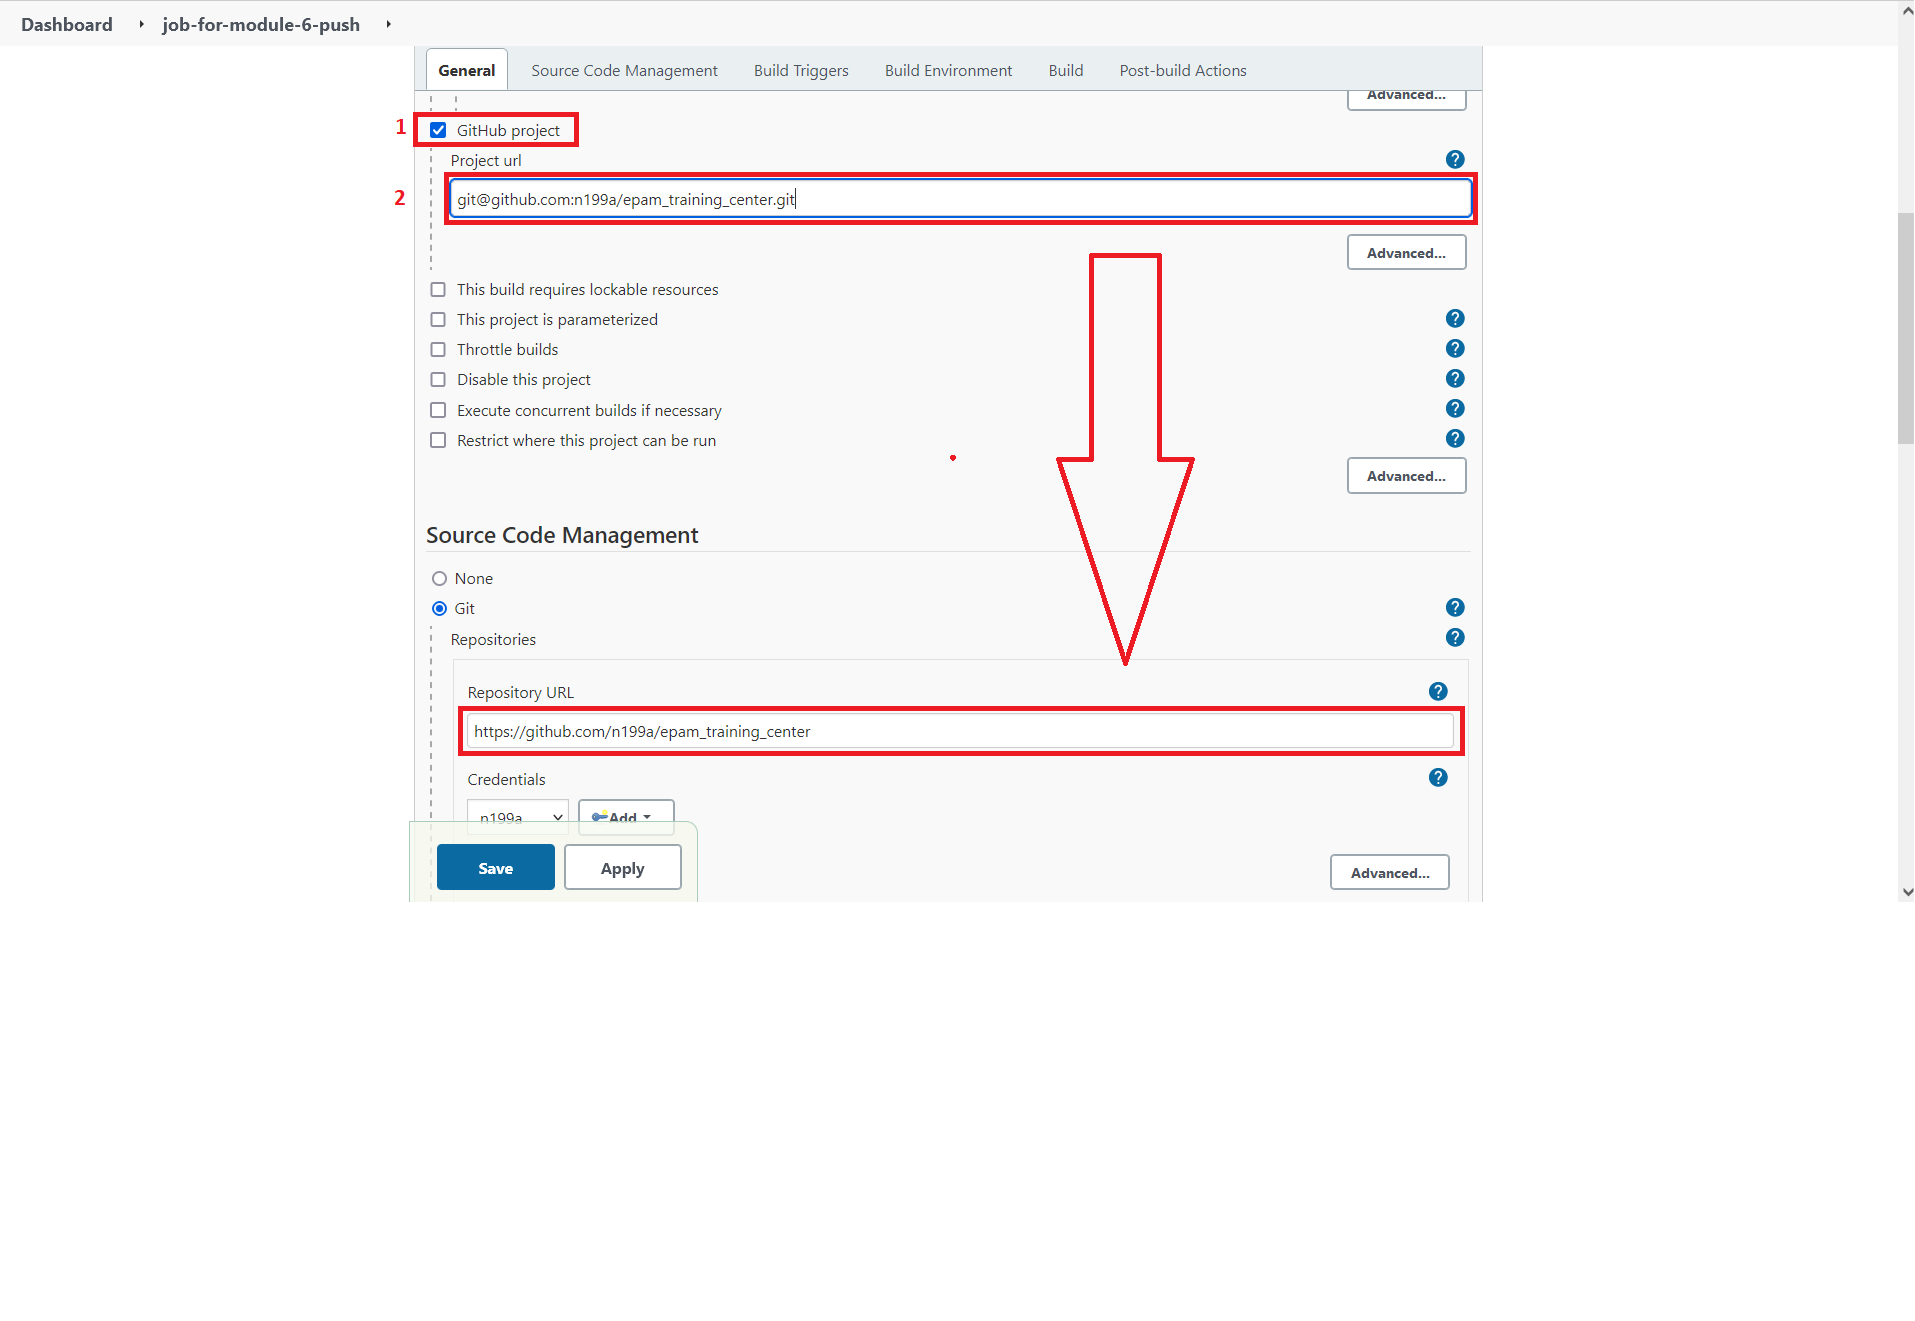 Dashboard job-for-module-6-push
General Source Code Management Build Triggers Build Environment Build Post-build Actions
Advanced...
1 GitHub project
Project url ?
2 git@github.com:n199a/epam_training_center.git
Advanced...
This build requires lockable resources
This project is parameterized ?
Throttle builds ?
Disable this project ?
Execute concurrent builds if necessary ?
Restrict where this project can be run ?
Advanced...
Source Code Management
None
Git ?
Repositories ?
Repository URL ?
https://github.com/n199a/epam_training_center
Credentials ?
n199a Add
Save Apply Advanced...